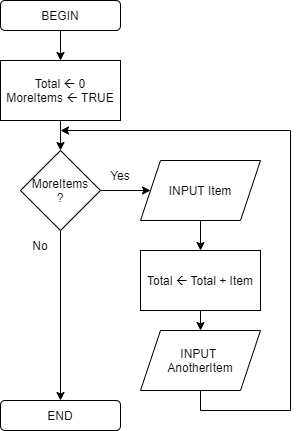 BEGIN
Total ← 0
MoreItems ← TRUE
MoreItems
?
Yes
No
INPUT Item
Total ← Total + Item
INPUT
AnotherItem
END